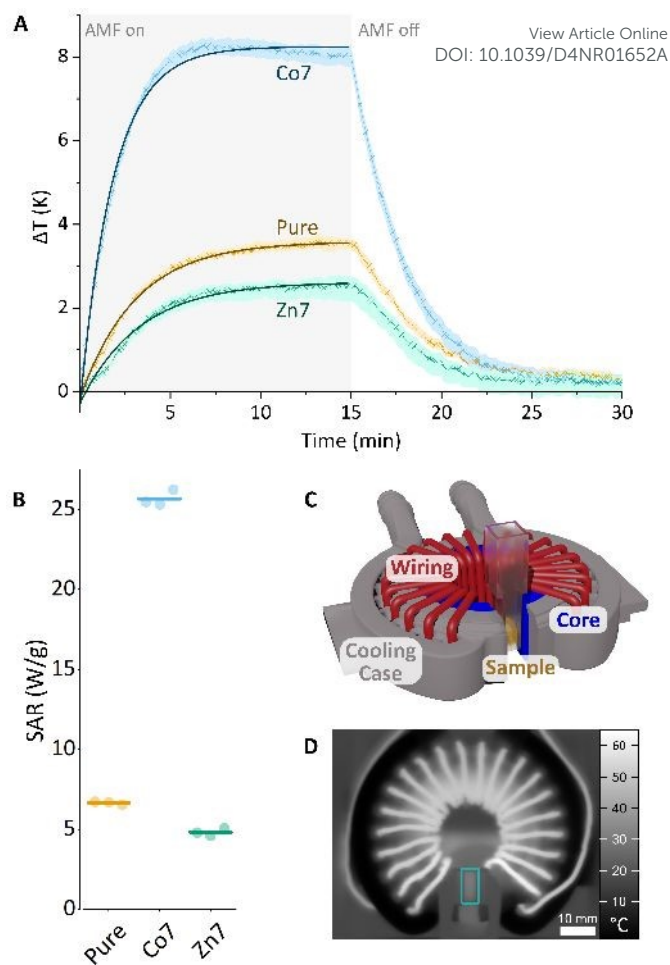 A
AMF on
AMF off
View Article Online
DOI: 10.1039/D4NR01652A
8
6
4
2
0
ΔT (K)
Co7
Pure
Zn7
5
10
15
20
25
30
Time (min)
B
25
20
15
10
5
0
SAR (W/g)
Pure
Co7
Zn7
C
Wiring
Core
Cooling
Case
Sample
D
60
50
40
30
20
10
°C
10 mm